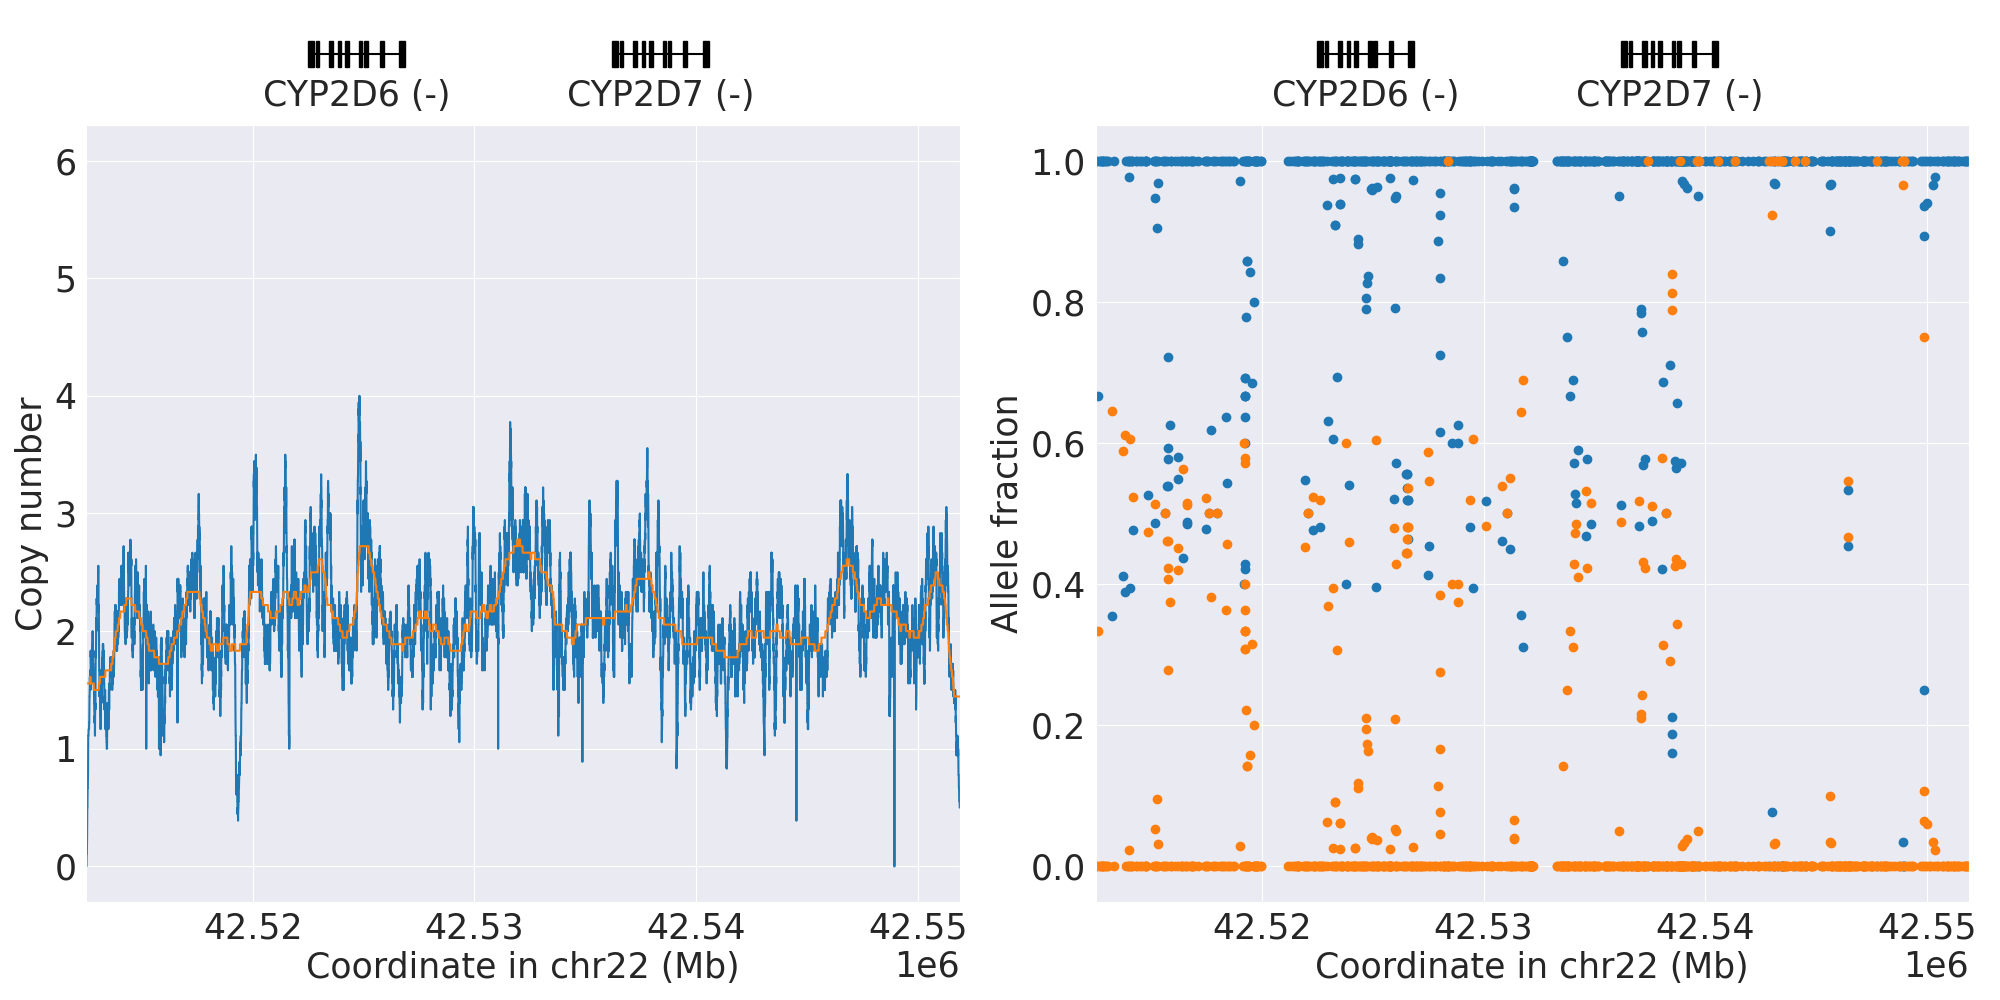 CYP2D6 (-) CYP2D7 (-)
CYP2D6 (-) CYP2D7 (-)
Copy number
6
5
4
3
2
1
0
42.52 42.53 42.54 42.55
Coordinate in chr22 (Mb) 1e6
Allele fraction
1.0
0.8
0.6
0.4
0.2
0.0
42.52 42.53 42.54 42.55
Coordinate in chr22 (Mb) 1e6